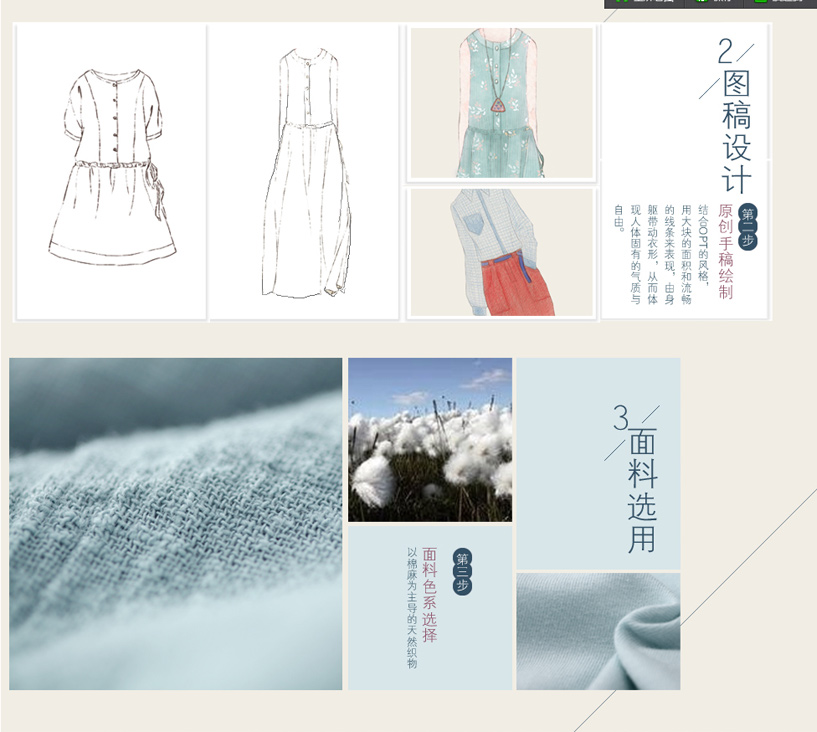 2
图稿设计
第二步
原创手稿绘制
结合OPT的风格，
用大块的面积和流畅
的线条来表现，由身
躯带动衣形，从而体
现人体固有的气质与
自由。
3
面料选用
第三步
面料色系选择
以棉麻为主导的天然织物